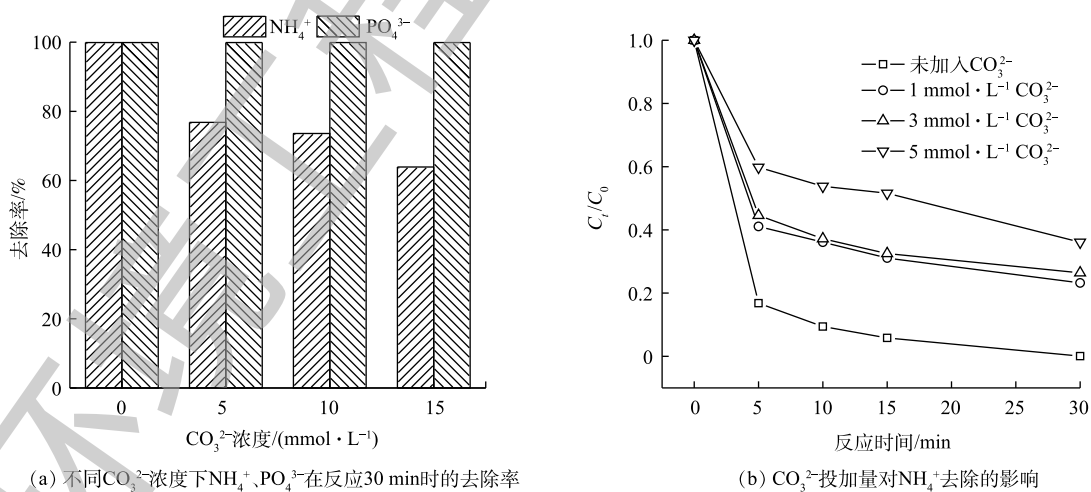 NH₄⁺ PO₄³⁻
100
80
60
40
20
0
去除率/%
0 5 10 15
CO₃²⁻浓度/(mmol·L⁻¹)
(a) 不同CO₃²⁻浓度下NH₄⁺、PO₄³⁻在反应30 min时的去除率
1.0
0.8
0.6
0.4
0.2
0
Cₜ/C₀
未加入CO₃²⁻
1 mmol·L⁻¹ CO₃²⁻
3 mmol·L⁻¹ CO₃²⁻
5 mmol·L⁻¹ CO₃²⁻
0 5 10 15 20 25 30
反应时间/min
(b) CO₃²⁻投加量对NH₄⁺去除的影响
环境工程